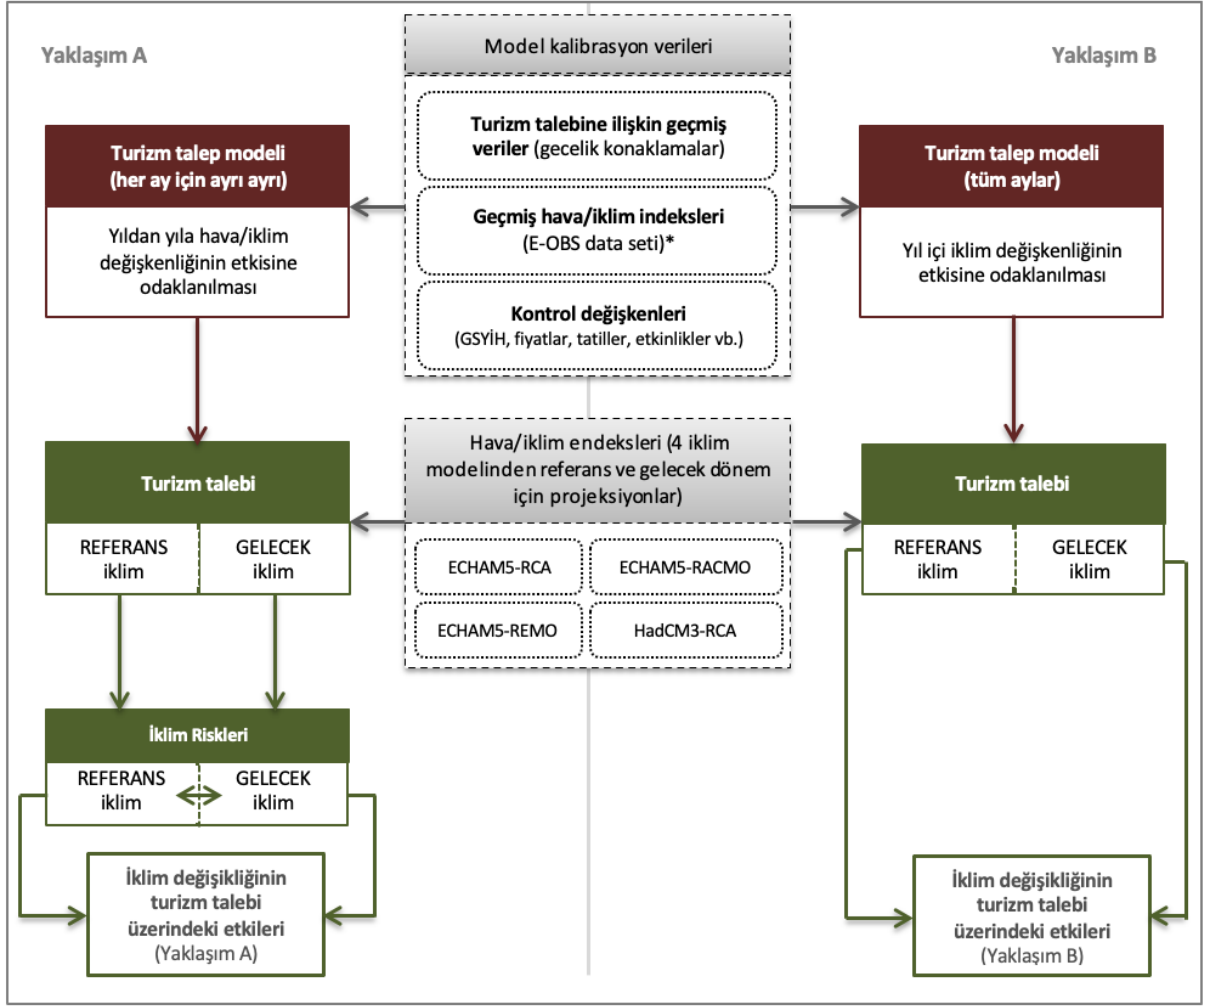 Yaklaşım A
Model kalibrasyon verileri
Yaklaşım B
Turizm talebine ilişkin geçmiş
veriler (gecelik konaklamalar)
Geçmiş hava/iklim indeksleri
(E-OBS data seti)*
Kontrol değişkenleri
(GSYİH, fiyatlar, tatiller, etkinlikler vb.)
Turizm talep modeli
(her ay için ayrı ayrı)
Yıldan yıla hava/iklim
değişkenliğinin etkisine
odaklanılması
Turizm talep modeli
(tüm aylar)
Yıl içi iklim değişkenliğinin
etkisine odaklanılması
Hava/iklim endeksleri (4 iklim
modelinden referans ve gelecek dönem
için projeksiyonlar)
ECHAM5-RCA
ECHAM5-RACMO
ECHAM5-REMO
HadCM3-RCA
Turizm talebi
REFERANS
iklim
GELECEK
iklim
Turizm talebi
REFERANS
iklim
GELECEK
iklim
İklim Riskleri
REFERANS
iklim
GELECEK
iklim
İklim değişikliğinin
turizm talebi
üzerindeki etkileri
(Yaklaşım A)
İklim değişikliğinin
turizm talebi
üzerindeki etkileri
(Yaklaşım B)